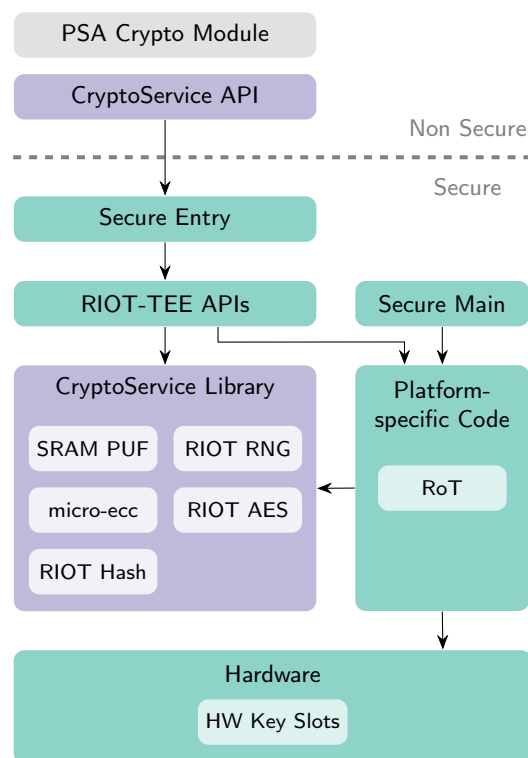 PSA Crypto Module
CryptoService API
Non Secure
Secure
Secure Entry
RIOT-TEE APIs
Secure Main
CryptoService Library
SRAM PUF
RIOT RNG
micro-ecc
RIOT AES
RIOT Hash
Platform-
specific Code
RoT
Hardware
HW Key Slots